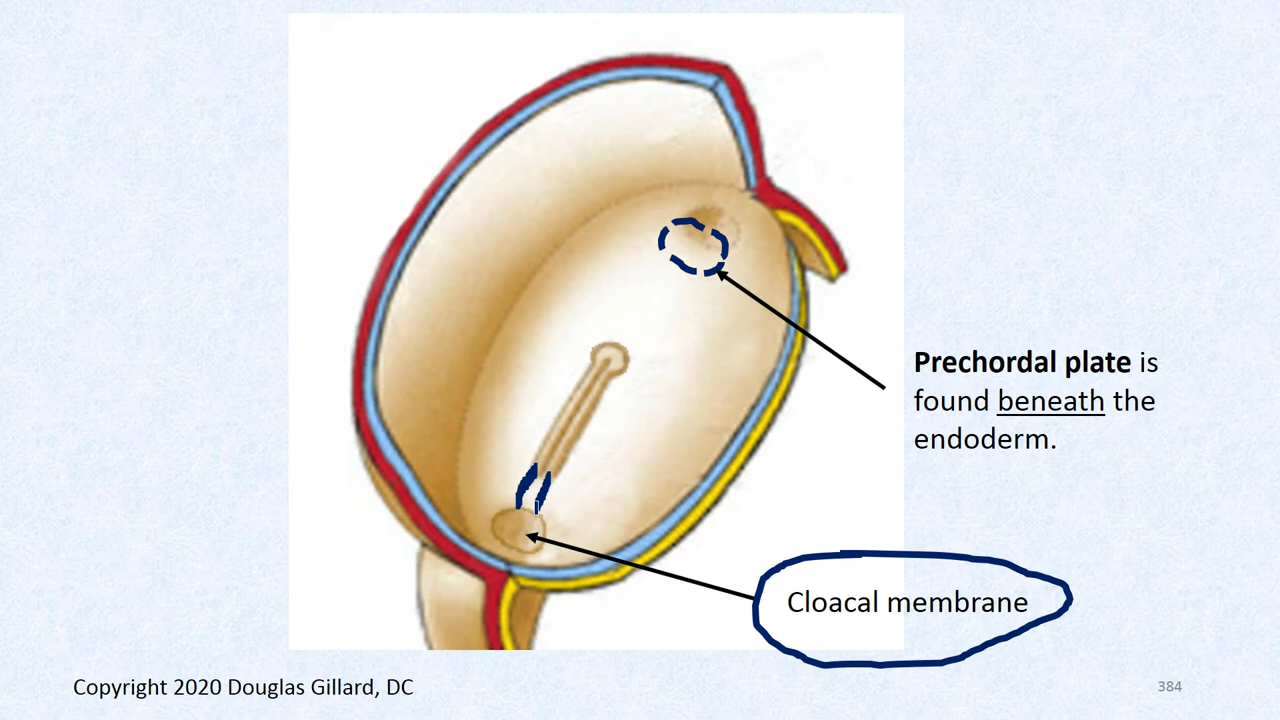 Prechordal plate is
found beneath the
endoderm.
Cloacal membrane
Copyright 2020 Douglas Gillard, DC
384